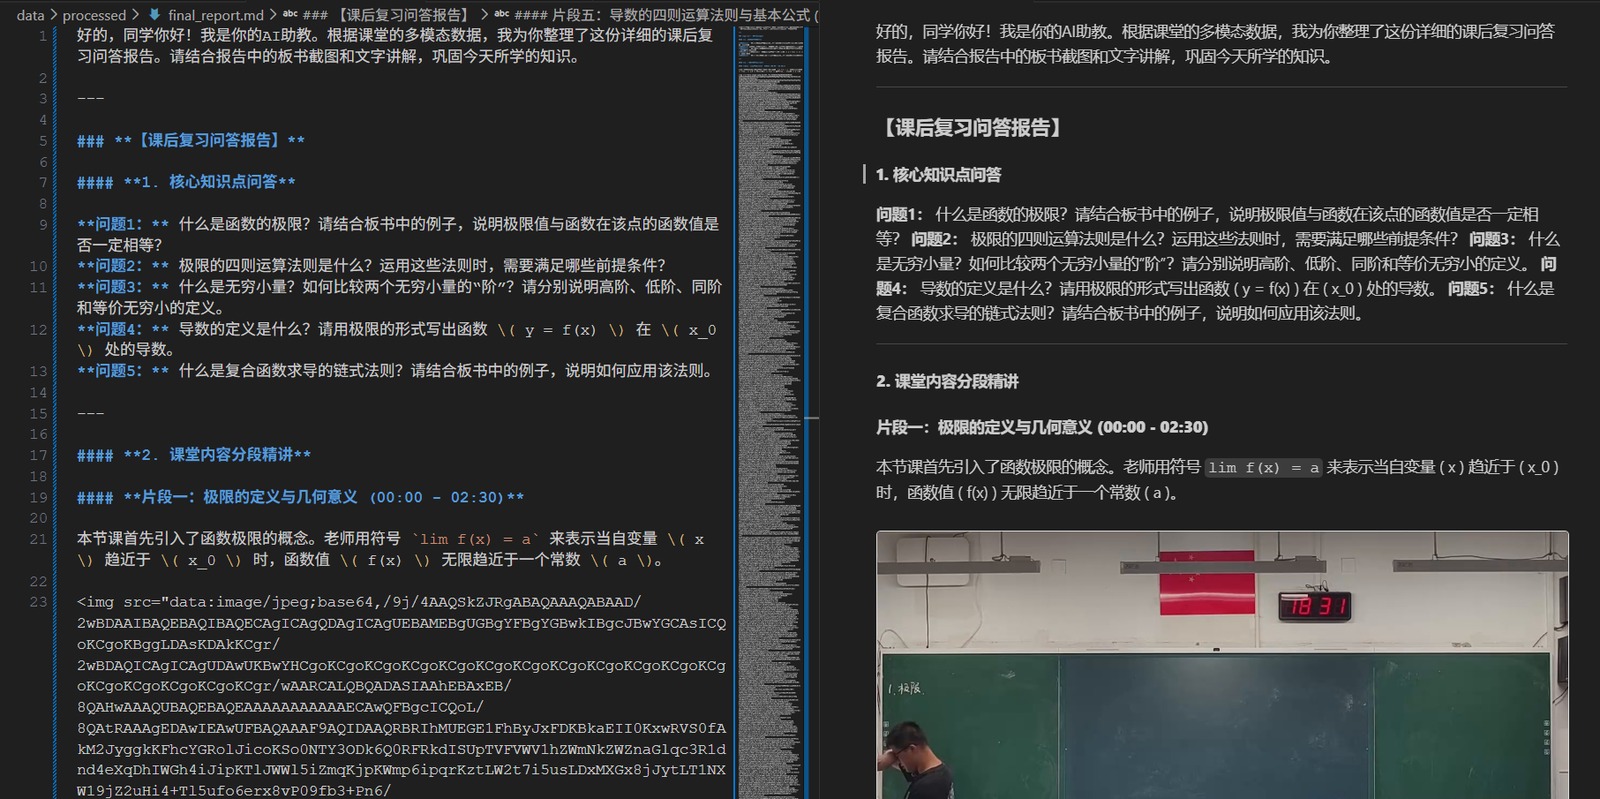 data > processed > final_report.md > ### 【课后复习问答报告】 > #### 片段五：导数的四则运算法则与基本公式 (
1 好的，同学你好！我是你的AI助教。根据课堂的多模态数据，我为你整理了这份详细的课后复
习问答报告。请结合报告中的板书截图和文字讲解，巩固今天所学的知识。
2
3 ---
4
5 ### **【课后复习问答报告】**
6
7 #### **1. 核心知识点问答**
8
9 **问题1：** 什么是函数的极限？请结合板书中的例子，说明极限值与函数在该点的函数值是
否一定相等？
10 **问题2：** 极限的四则运算法则是什么？运用这些法则时，需要满足哪些前提条件？
11 **问题3：** 什么是无穷小量？如何比较两个无穷小量的“阶”？请分别说明高阶、低阶、同阶
和等价无穷小的定义。
12 **问题4：** 导数的定义是什么？请用极限的形式写出函数 \( y = f(x) \) 在 \( x_0
\) 处的导数。
13 **问题5：** 什么是复合函数求导的链式法则？请结合板书中的例子，说明如何应用该法则。
14
15 ---
16
17 #### **2. 课堂内容分段精讲**
18
19 #### **片段一：极限的定义与几何意义 (00:00 - 02:30)**
20
21 本节课首先引入了函数极限的概念。老师用符号 `lim f(x) = a` 来表示当自变量 \( x
\) 趋近于 \( x_0 \) 时，函数值 \( f(x) \) 无限趋近于一个常数 \( a \)。
22
23 <img src="data:image/jpeg;base64,/9j/4AAQSkZJRgABAQAAAQABAAD/
2wBDAAIBAQEBAQIBAQECAgICAgQDAgICAgUEBAMEBgUGBgYFBgYGBwkIBgcJBwYGCAsICQ
oKCgoKBggLDAsKDAkKCgr/
2wBDAQICAgICAgUDAwUKBwYHCgoKCgoKCgoKCgoKCgoKCgoKCgoKCgoKCgoKCgoKCgoKCg
oKCgoKCgoKCgoKCgoKCgr/wAARCALQBQADASIAAhEBAxEB/
8QAHwAAAQUBAQEBAQEAAAAAAAAAAAECAwQFBgcICQoL/
8QAtRAAAgEDAwIEAwUFBAQAAAF9AQIDAAQRBRIhMUEGE1FhByJxFDKBkaEII0KxwRVS0fA
kM2JyggkKFhcYGRolJicoKSo0NTY3ODk6Q0RFRkdISUpTVFVWV1hZWmNkZWZnaGlqc3R1d
nd4eXqDhIWGh4iJipKTlJWWl5iZmqKjpKWmp6ipqrKztLW2t7i5usLDxMXGx8jJytLT1NX
W19jZ2uHi4+Tl5ufo6erx8vP09fb3+Pn6/
好的，同学你好！我是你的AI助教。根据课堂的多模态数据，我为你整理了这份详细的课后复习问答
报告。请结合报告中的板书截图和文字讲解，巩固今天所学的知识。
【课后复习问答报告】
1. 核心知识点问答
问题1： 什么是函数的极限？请结合板书中的例子，说明极限值与函数在该点的函数值是否一定相
等？ 问题2： 极限的四则运算法则是什么？运用这些法则时，需要满足哪些前提条件？ 问题3： 什么
是无穷小量？如何比较两个无穷小量的“阶”？请分别说明高阶、低阶、同阶和等价无穷小的定义。 问
题4： 导数的定义是什么？请用极限的形式写出函数 ( y = f(x) ) 在 ( x_0 ) 处的导数。 问题5： 什么是
复合函数求导的链式法则？请结合板书中的例子，说明如何应用该法则。
2. 课堂内容分段精讲
片段一：极限的定义与几何意义 (00:00 - 02:30)
本节课首先引入了函数极限的概念。老师用符号 lim f(x) = a 来表示当自变量 ( x ) 趋近于 ( x_0 )
时，函数值 ( f(x) ) 无限趋近于一个常数 ( a )。
18 31
1. 极限